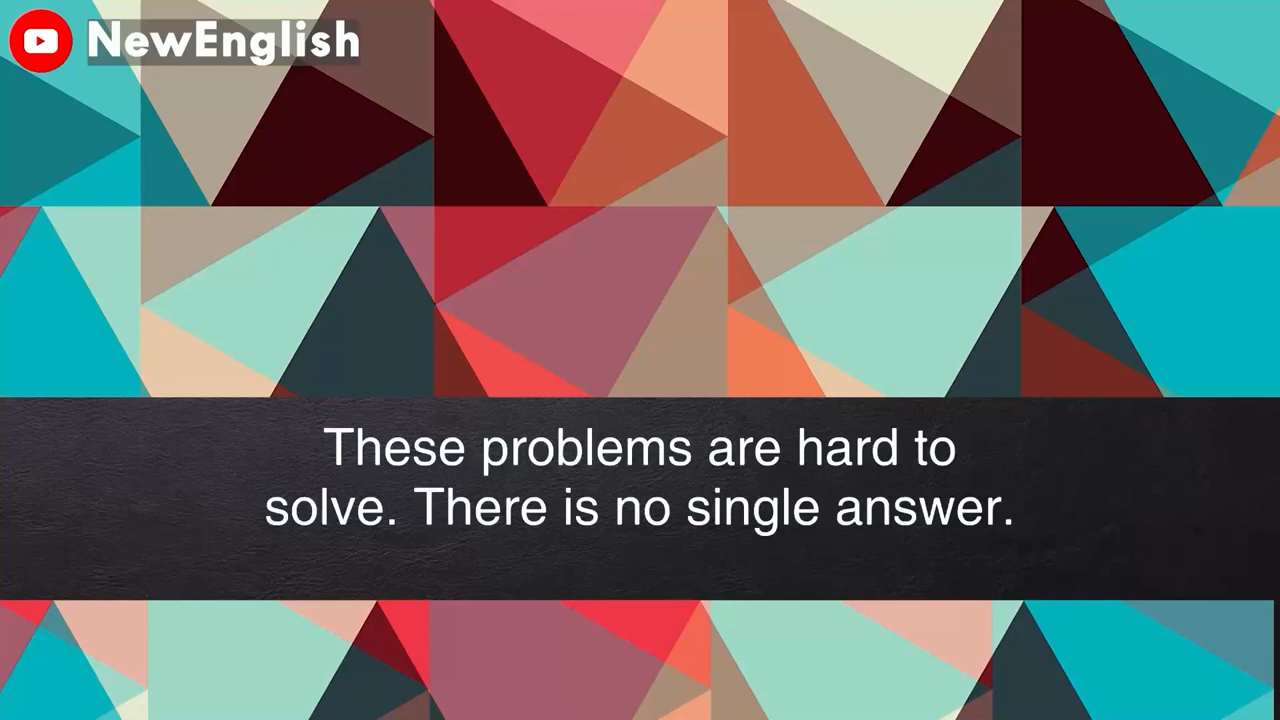 NewEnglish
These problems are hard to
solve. There is no single answer.